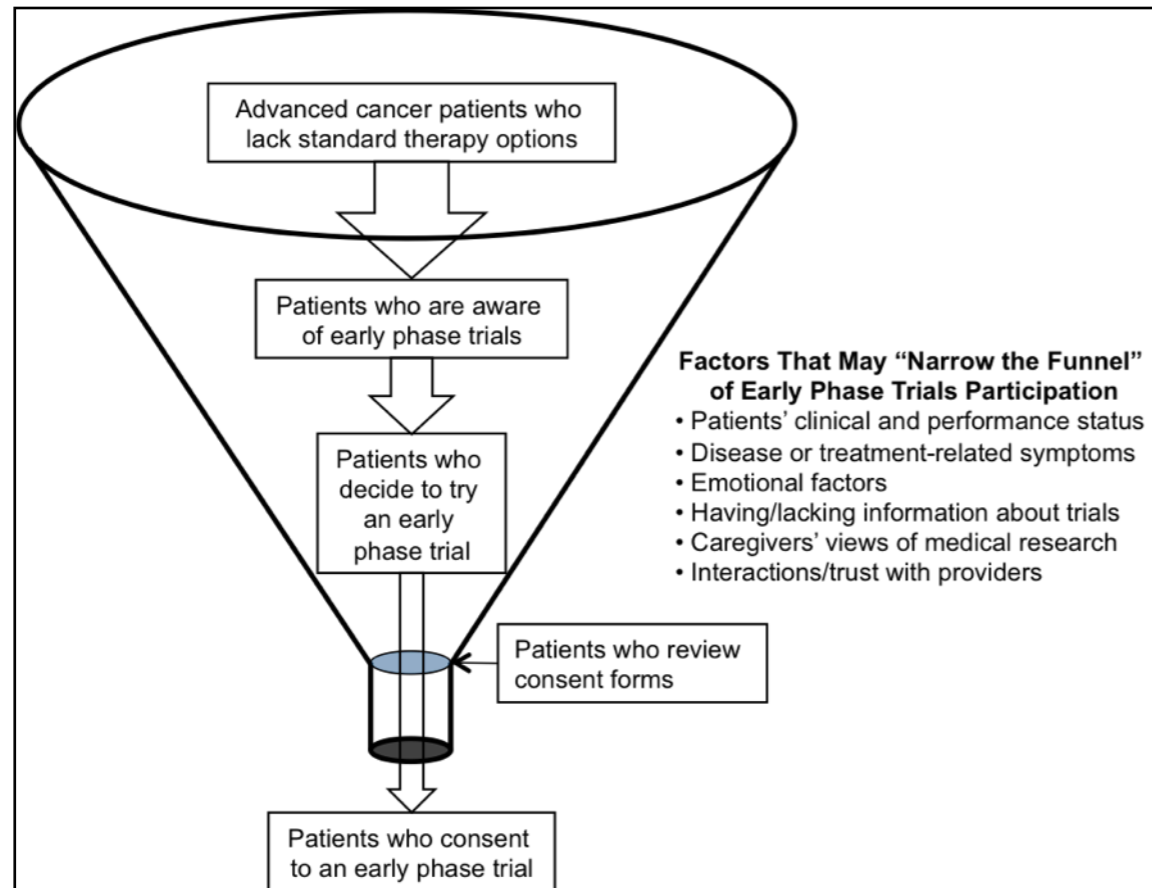 Advanced cancer patients who
lack standard therapy options
Patients who are aware
of early phase trials
Patients who
decide to try
an early
phase trial
Factors That May “Narrow the Funnel”
of Early Phase Trials Participation
• Patients’ clinical and performance status
• Disease or treatment-related symptoms
• Emotional factors
• Having/lacking information about trials
• Caregivers’ views of medical research
• Interactions/trust with providers
Patients who review
consent forms
Patients who consent
to an early phase trial